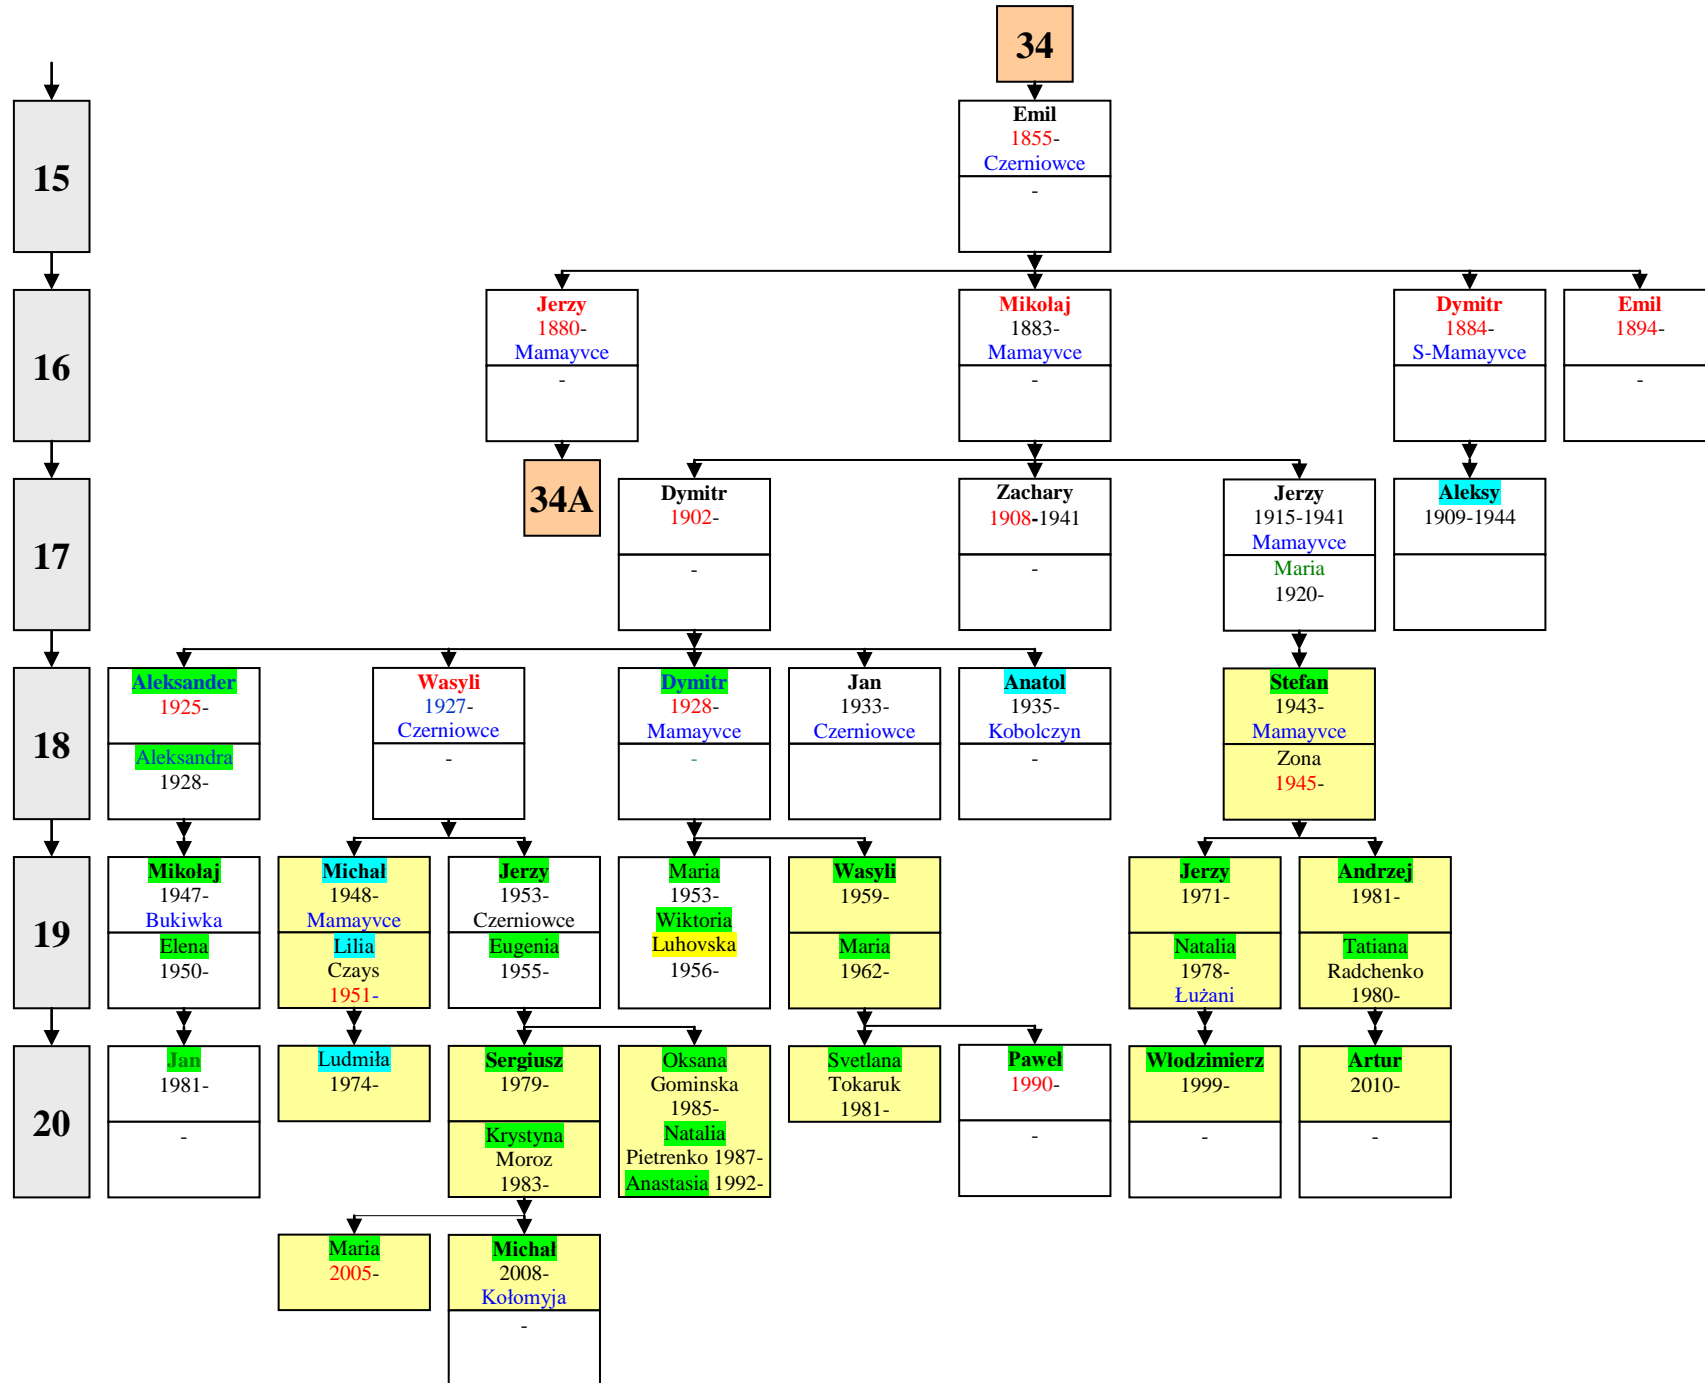 34
15
Emil
1855-
Czerniowce
-
16
Jerzy
1880-
Mamayvce
-
Mikołaj
1883-
Mamayvce
-
Dymitr
1884-
S-Mamayvce
-
Emil
1894-
-
17
34A
Dymitr
1902-
-
Zachary
1908-1941
-
Jerzy
1915-1941
Mamayvce
Maria
1920-
Aleksy
1909-1944
18
Aleksander
1925-
Aleksandra
1928-
Wasyli
1927-
Czerniowce
-
Dymitr
1928-
Mamayvce
-
Jan
1933-
Czerniowce
Anatol
1935-
Kobolczyn
-
Stefan
1943-
Mamayvce
Zona
1945-
19
Mikołaj
1947-
Bukiwka
Elena
1950-
Michał
1948-
Mamayvce
Lilia
Czays
1951-
Jerzy
1953-
Czerniowce
Eugenia
1955-
Maria
1953-
Wiktoria
Luhovska
1956-
Wasyli
1959-
Maria
1962-
Jerzy
1971-
Natalia
1978-
Łużani
Andrzej
1981-
Tatiana
Radchenko
1980-
20
Jan
1981-
-
Ludmiła
1974-
Sergiusz
1979-
Krystyna
Moroz
1983-
Oksana
Gominska
1985-
Natalia
Pietrenko 1987-
Anastasia 1992-
Svetlana
Tokaruk
1981-
Paweł
1990-
-
Włodzimierz
1999-
-
Artur
2010-
-
Maria
2005-
Michał
2008-
Kołomyja
-